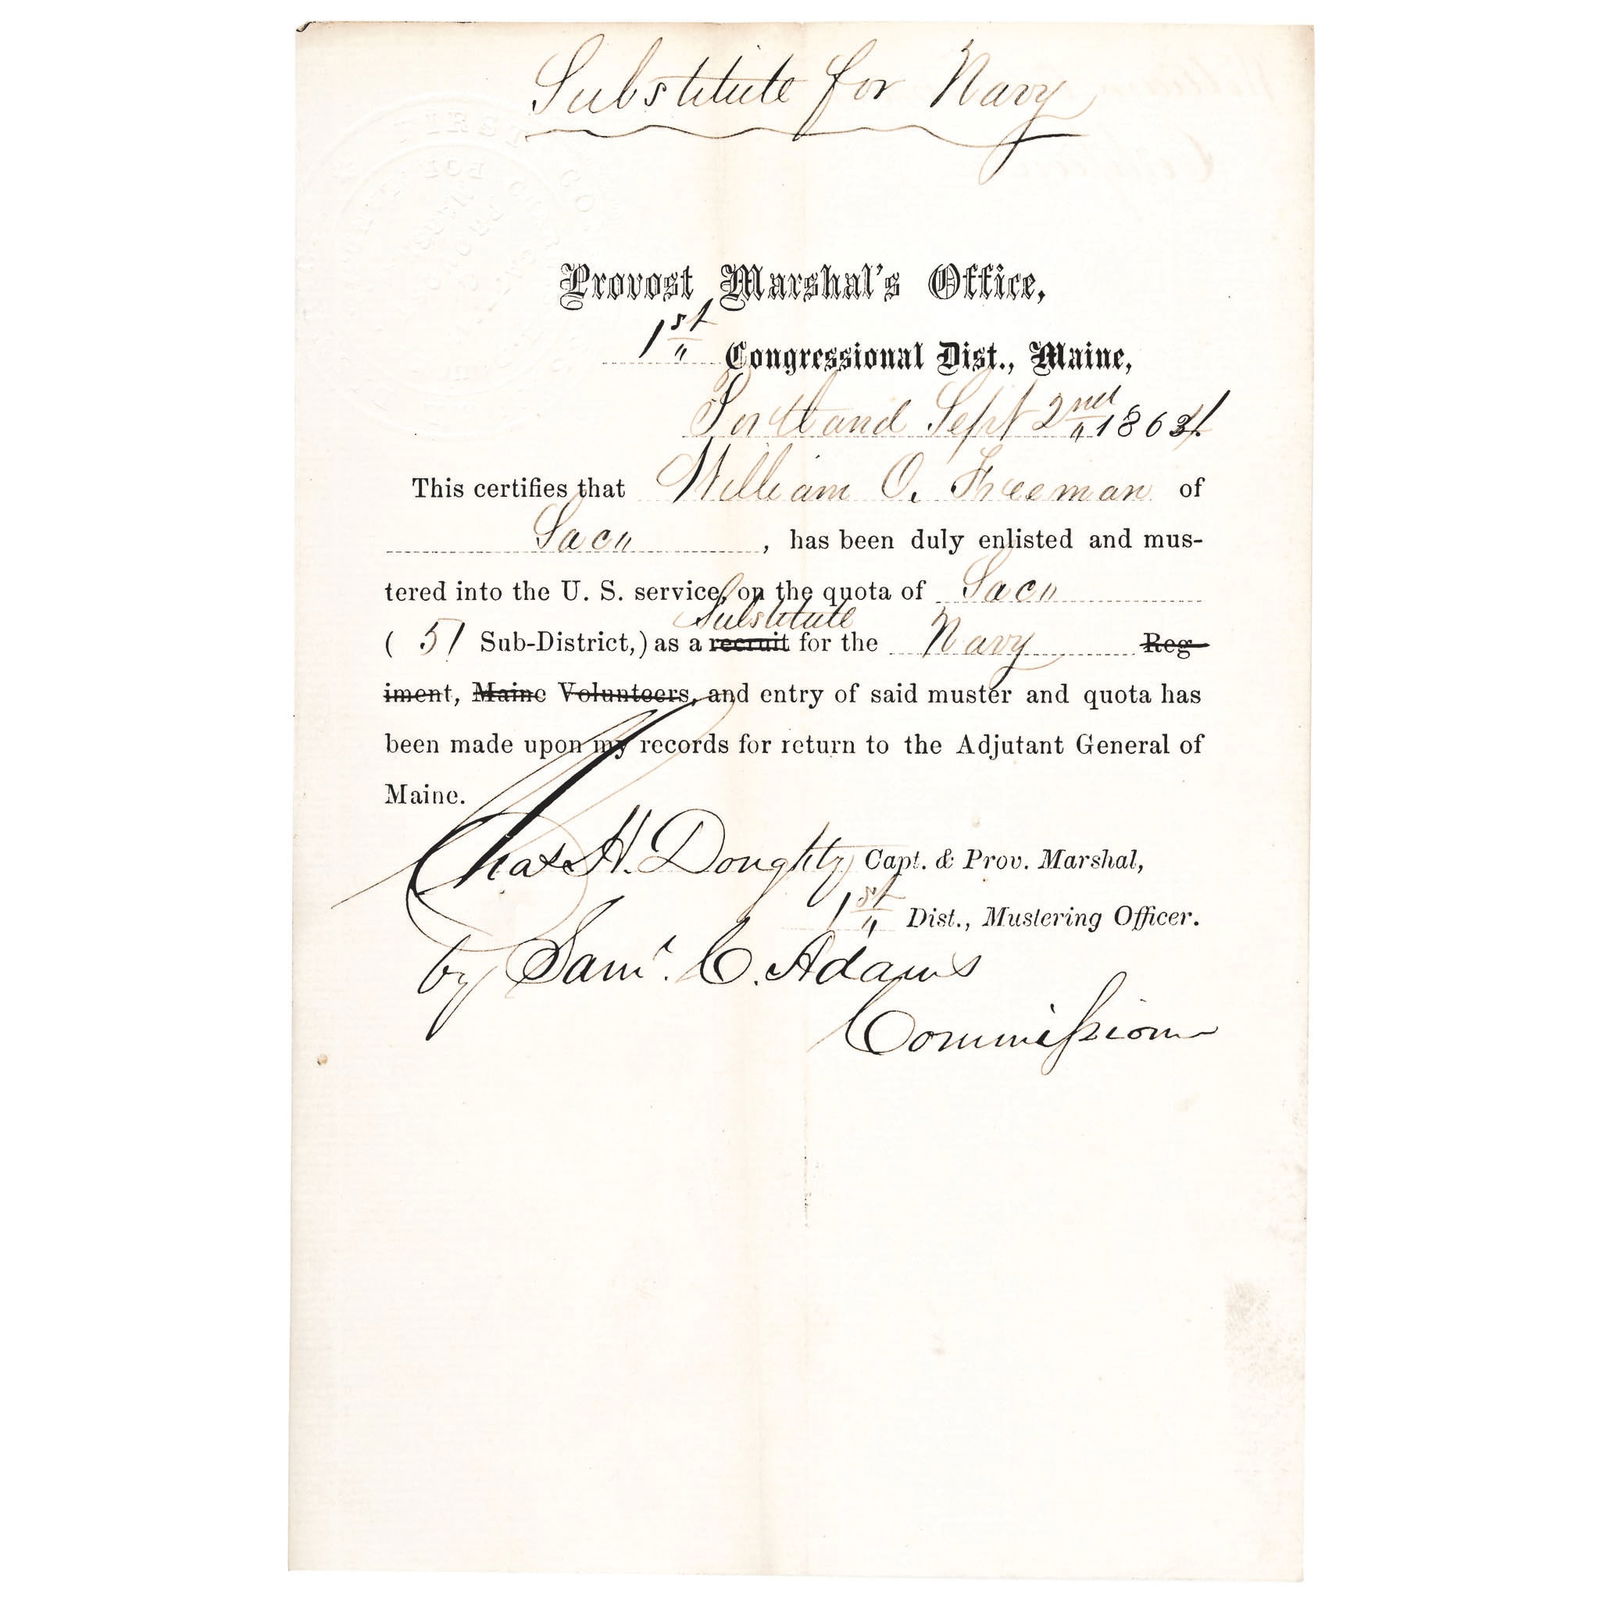 Substitute for Navy
Provost Marshal's Office,
1st Congressional Dist., Maine,
Portland Sept 2nd 1864
This certifies that William O. Freeman of
Saco, has been duly enlisted and mus-
tered into the U. S. service, on the quota of Saco
( 51 Sub-District,) as a recruit Substitute for the Navy Reg-
iment, Maine Volunteers, and entry of said muster and quota has
been made upon my records for return to the Adjutant General of
Maine.
Chas H. Doughty Capt. & Prov. Marshal,
1st Dist., Mustering Officer.
by Saml. C. Adams
Commission